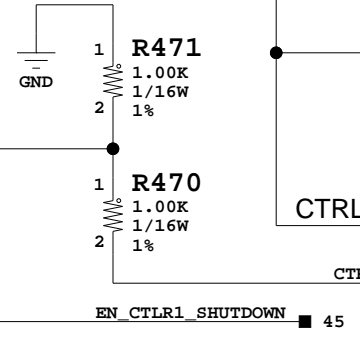 1
R471
1.00K
GND
1/16W
2
1%
1
R470
1.00K
CTRL
1/16W
2
1%
EN_CTLR1_SHUTDOWN
45